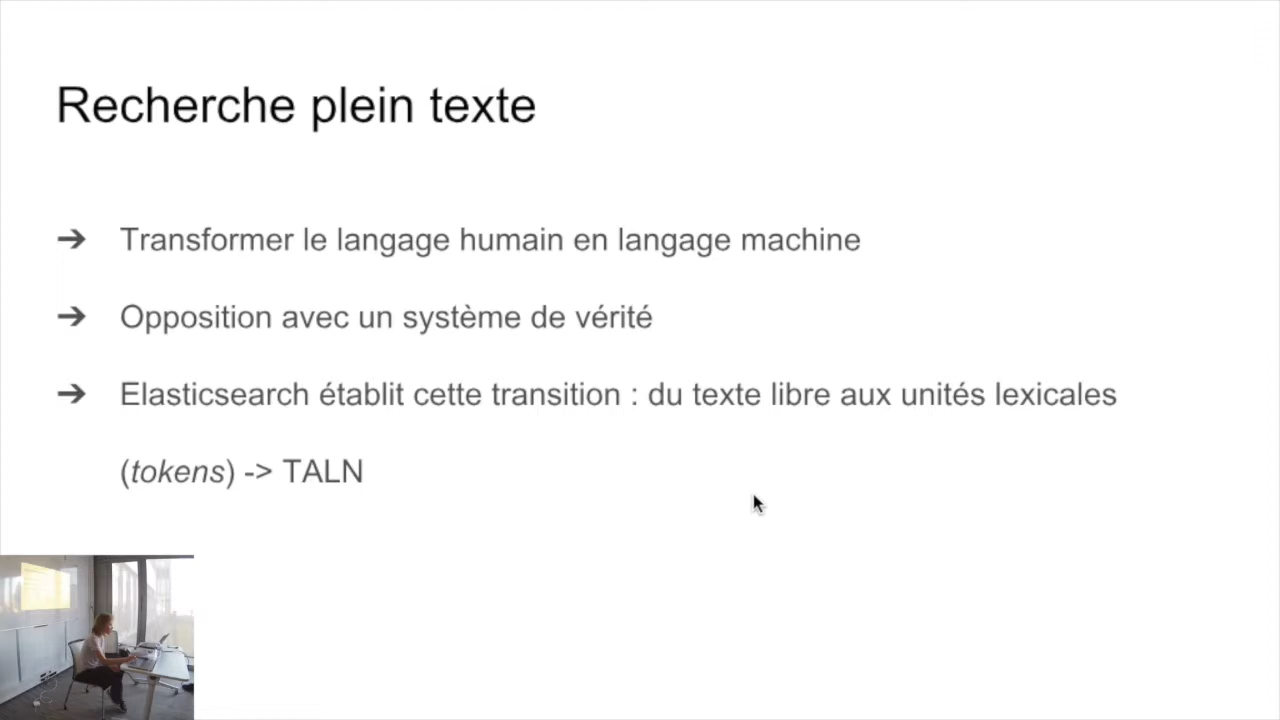 Recherche plein texte
➔ Transformer le langage humain en langage machine
➔ Opposition avec un système de vérité
➔ Elasticsearch établit cette transition : du texte libre aux unités lexicales
(tokens) -> TALN